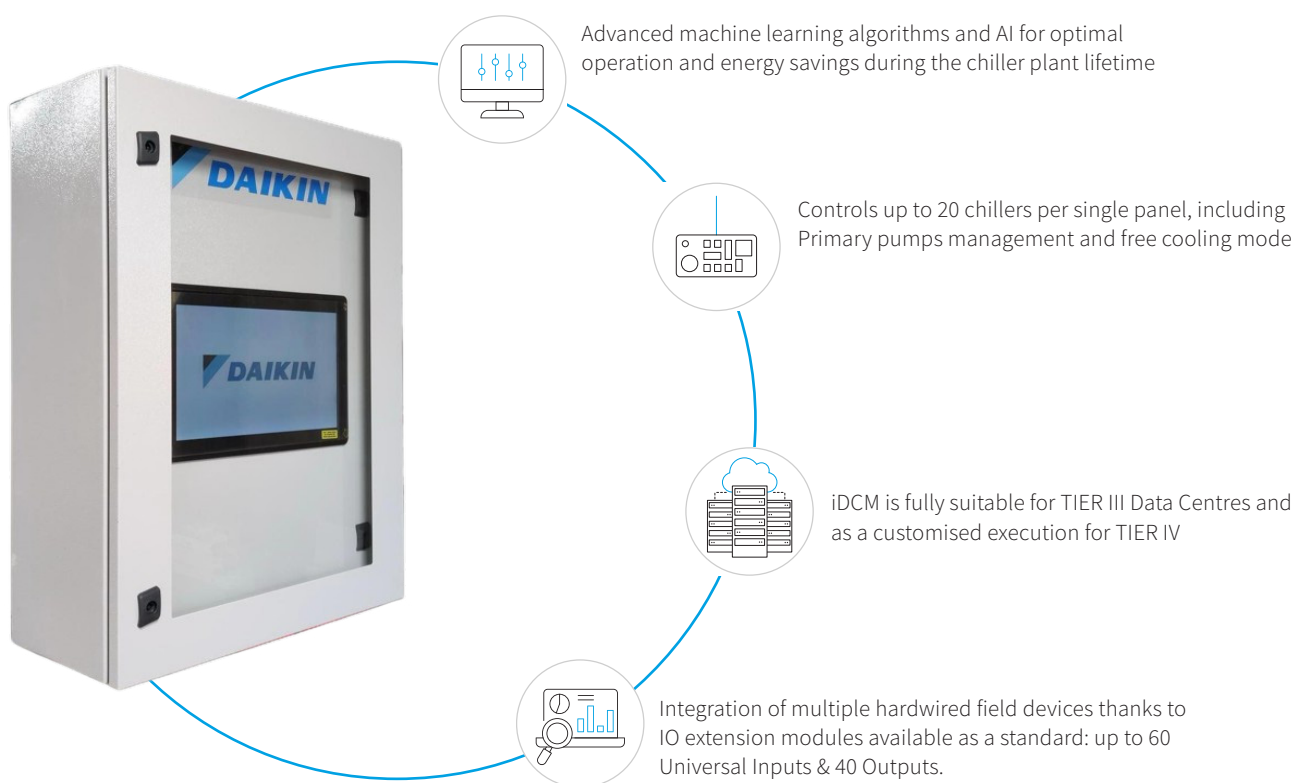 Advanced machine learning algorithms and AI for optimal
operation and energy savings during the chiller plant lifetime
DAIKIN
Controls up to 20 chillers per single panel, including
Primary pumps management and free cooling mode
DAIKIN
iDCM is fully suitable for TIER III Data Centres and
as a customised execution for TIER IV
Integration of multiple hardwired field devices thanks to
IO extension modules available as a standard: up to 60
Universal Inputs & 40 Outputs.